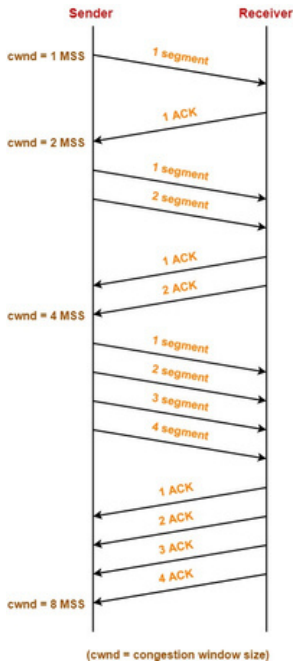 Sender Receiver
cwnd = 1 MSS
1 segment
1 ACK
cwnd = 2 MSS
1 segment
2 segment
1 ACK
2 ACK
cwnd = 4 MSS
1 segment
2 segment
3 segment
4 segment
1 ACK
2 ACK
3 ACK
4 ACK
cwnd = 8 MSS
(cwnd = congestion window size)